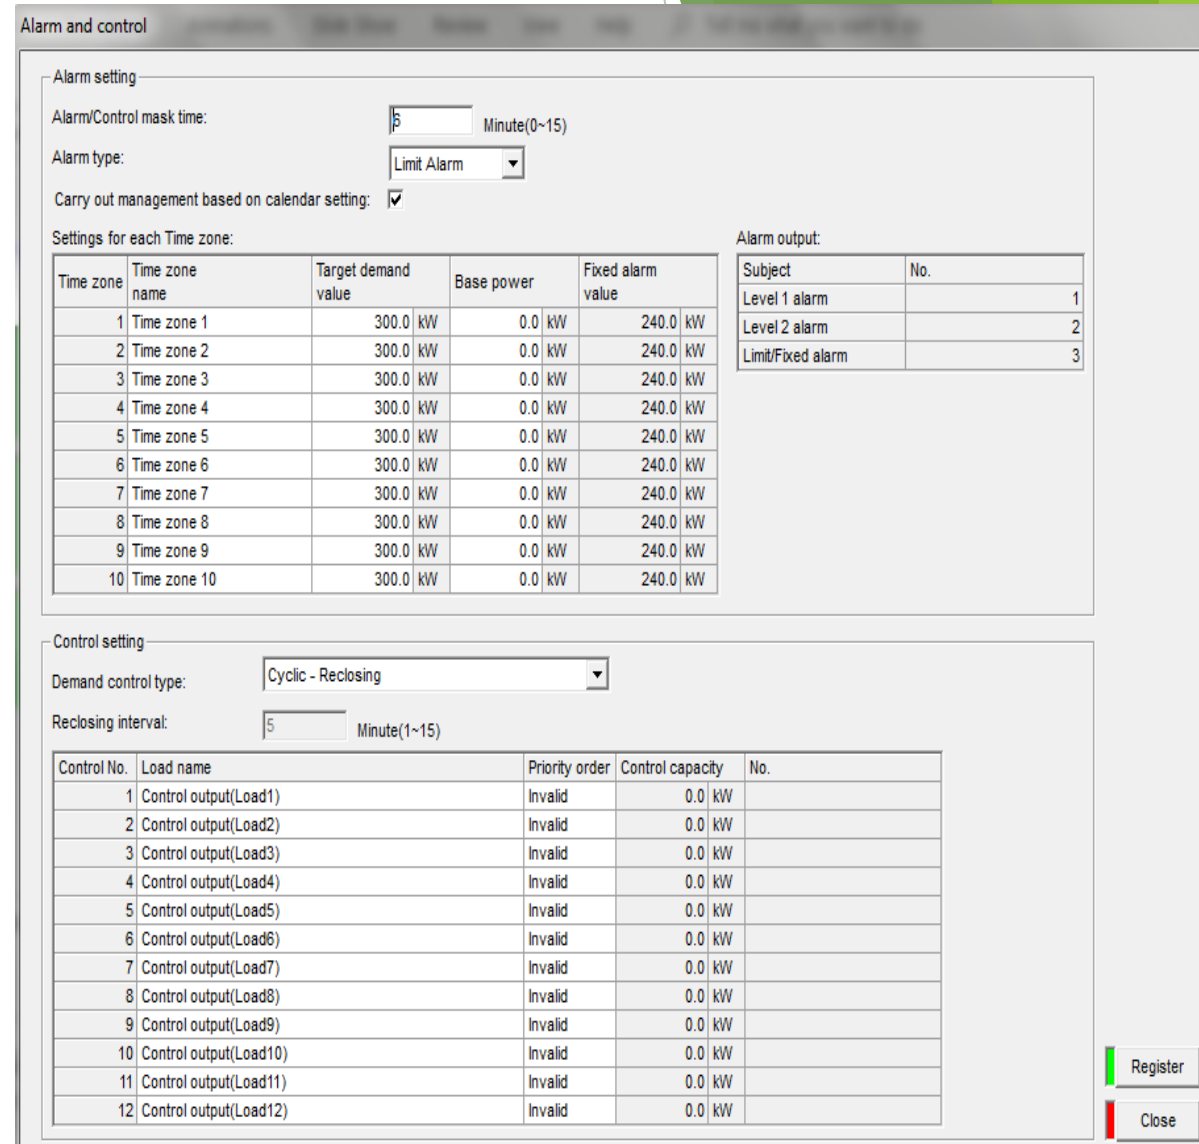 Alarm and control
Alarm setting
Alarm/Control mask time: 6 Minute(0~15)
Alarm type: Limit Alarm
Carry out management based on calendar setting:
Settings for each Time zone:
Time zone Time zone name Target demand value Base power Fixed alarm value
1 Time zone 1 300.0 kW 0.0 kW 240.0 kW
2 Time zone 2 300.0 kW 0.0 kW 240.0 kW
3 Time zone 3 300.0 kW 0.0 kW 240.0 kW
4 Time zone 4 300.0 kW 0.0 kW 240.0 kW
5 Time zone 5 300.0 kW 0.0 kW 240.0 kW
6 Time zone 6 300.0 kW 0.0 kW 240.0 kW
7 Time zone 7 300.0 kW 0.0 kW 240.0 kW
8 Time zone 8 300.0 kW 0.0 kW 240.0 kW
9 Time zone 9 300.0 kW 0.0 kW 240.0 kW
10 Time zone 10 300.0 kW 0.0 kW 240.0 kW
Alarm output:
Subject No.
Level 1 alarm 1
Level 2 alarm 2
Limit/Fixed alarm 3
Control setting
Demand control type: Cyclic - Reclosing
Reclosing interval: 5 Minute(1~15)
Control No. Load name Priority order Control capacity No.
1 Control output(Load1) Invalid 0.0 kW
2 Control output(Load2) Invalid 0.0 kW
3 Control output(Load3) Invalid 0.0 kW
4 Control output(Load4) Invalid 0.0 kW
5 Control output(Load5) Invalid 0.0 kW
6 Control output(Load6) Invalid 0.0 kW
7 Control output(Load7) Invalid 0.0 kW
8 Control output(Load8) Invalid 0.0 kW
9 Control output(Load9) Invalid 0.0 kW
10 Control output(Load10) Invalid 0.0 kW
11 Control output(Load11) Invalid 0.0 kW
12 Control output(Load12) Invalid 0.0 kW
Register
Close